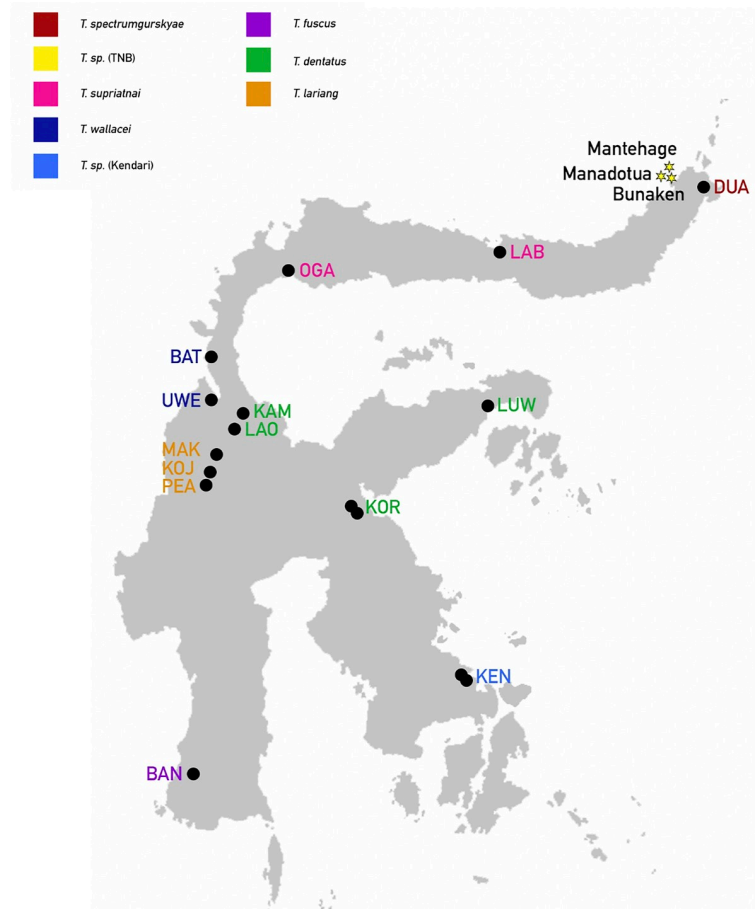 T. spectrumgurskyae
T. sp. (TNB)
T. supriatnai
T. wallacei
T. sp. (Kendari)
T. fuscus
T. dentatus
T. lariang
Mantehage
Manadotua
Bunaken
DUA
LAB
OGA
BAT
UWE
KAM
LAO
LUW
MAK
KOJ
PEA
KOR
KEN
BAN